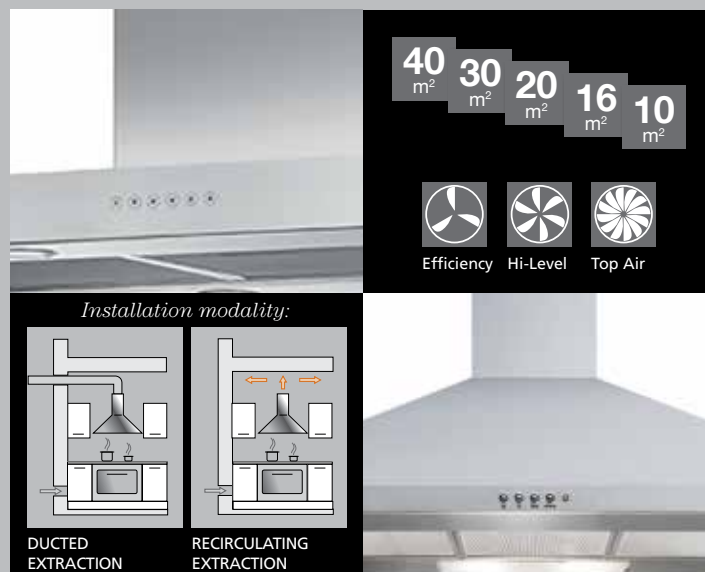 40
m²
30
m²
20
m²
16
m²
10
m²
Efficiency Hi-Level Top Air
Installation modality:
DUCTED
EXTRACTION
RECIRCULATING
EXTRACTION